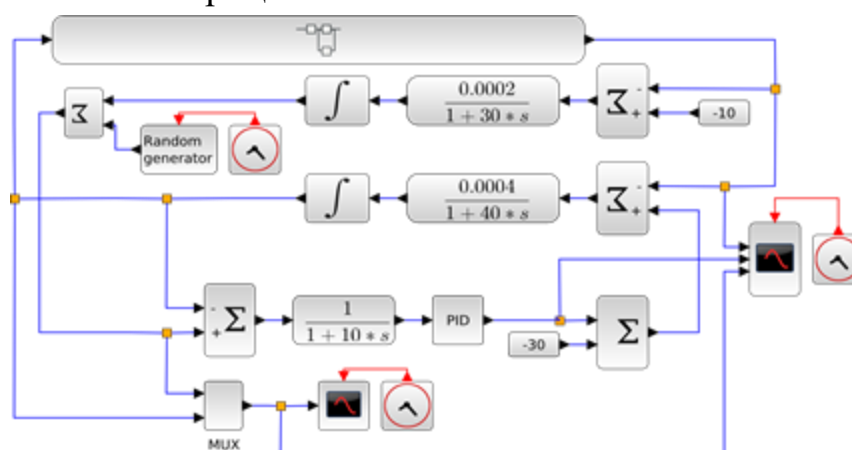 0.0002
1 + 30 * s
-
+
-10
Σ
Random
generator
∫
Σ
0.0004
1 + 40 * s
-
+
∫
Σ
-
+
Σ
1
1 + 10 * s
PID
-30
Σ
MUX